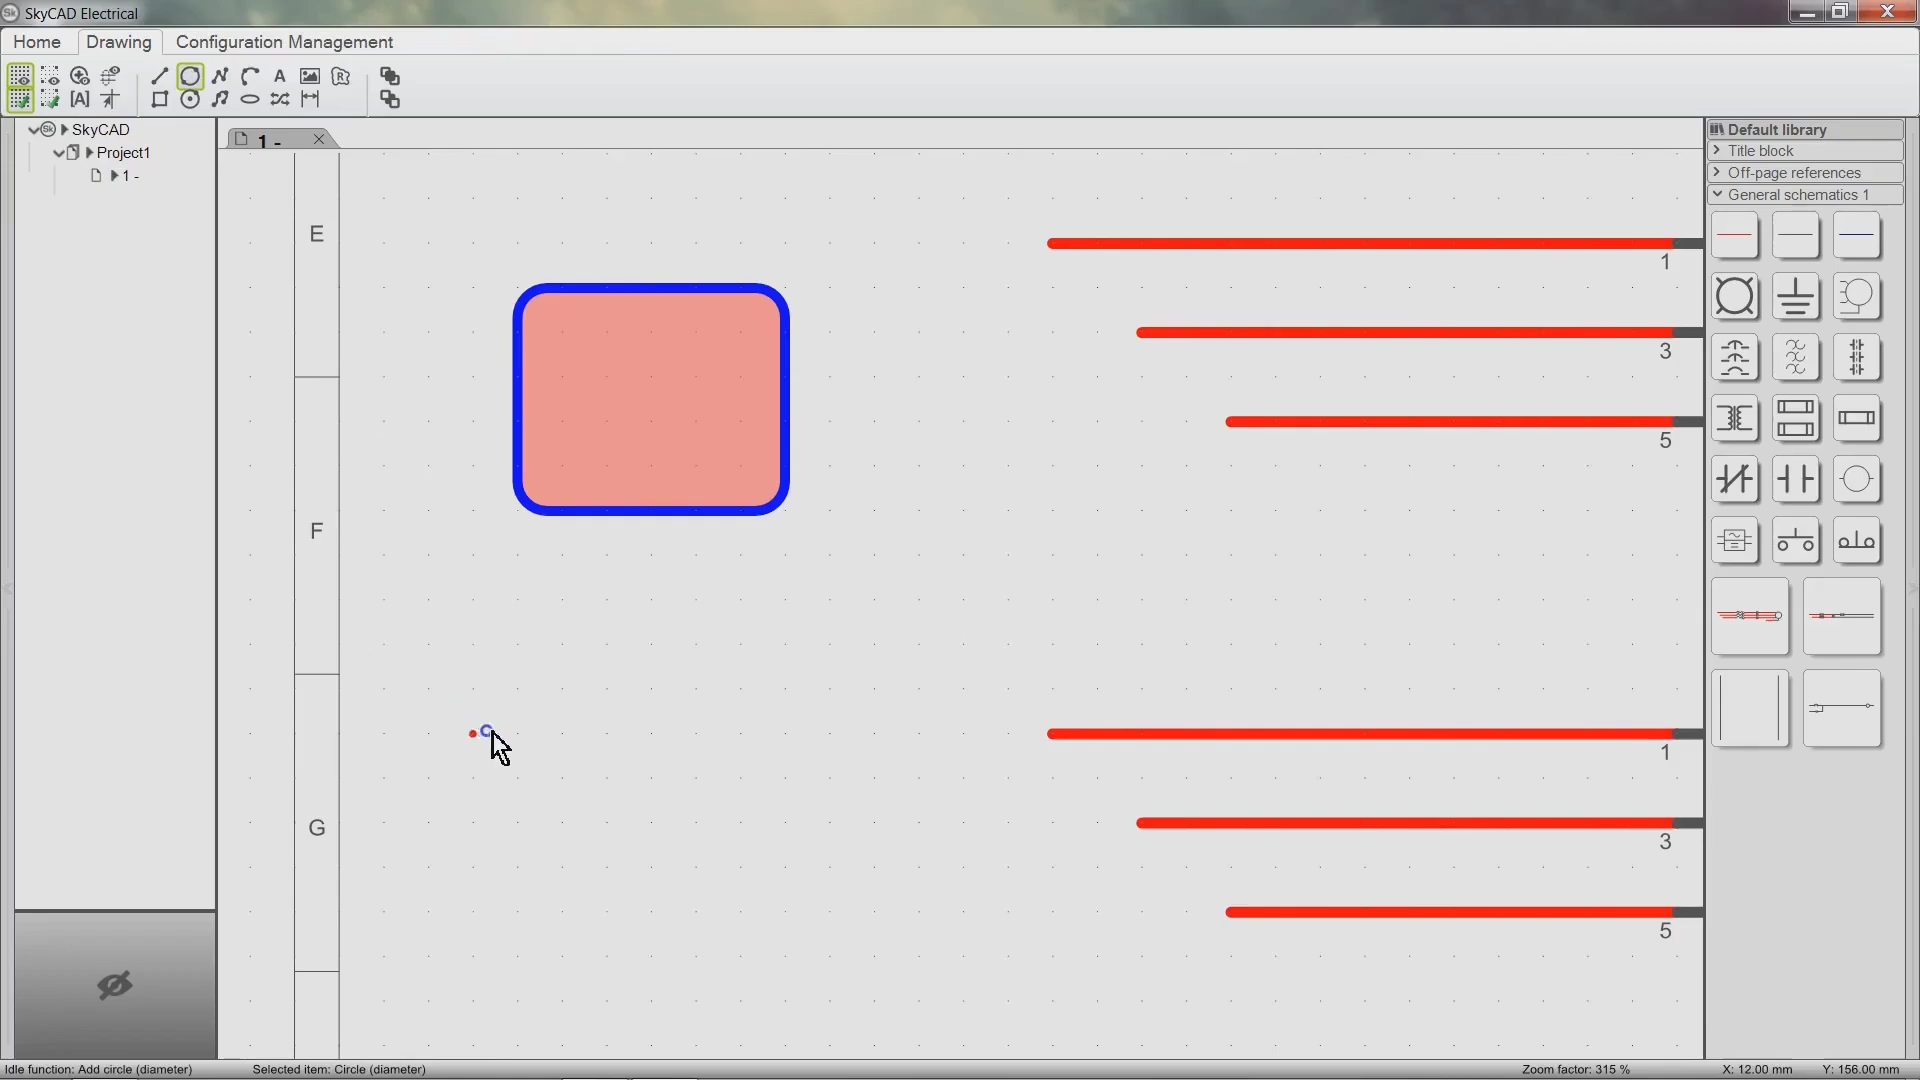 SkyCAD Electrical
Home Drawing Configuration Management
SkyCAD
Project1
1 -
1 -
E
F
G
1
3
5
1
3
5
Default library
Title block
Off-page references
General schematics 1
Idle function: Add circle (diameter) Selected item: Circle (diameter) Zoom factor: 315 % X: 12.00 mm Y: 156.00 mm